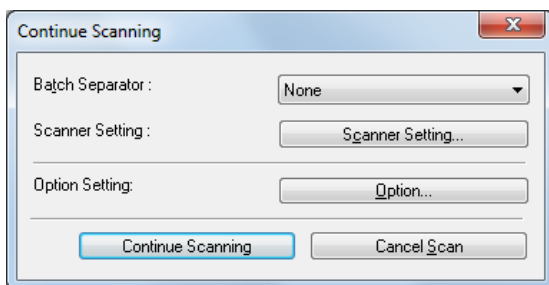 Continue Scanning
Batch Separator :
None
Scanner Setting :
Scanner Setting...
Option Setting:
Option...
Continue Scanning
Cancel Scan